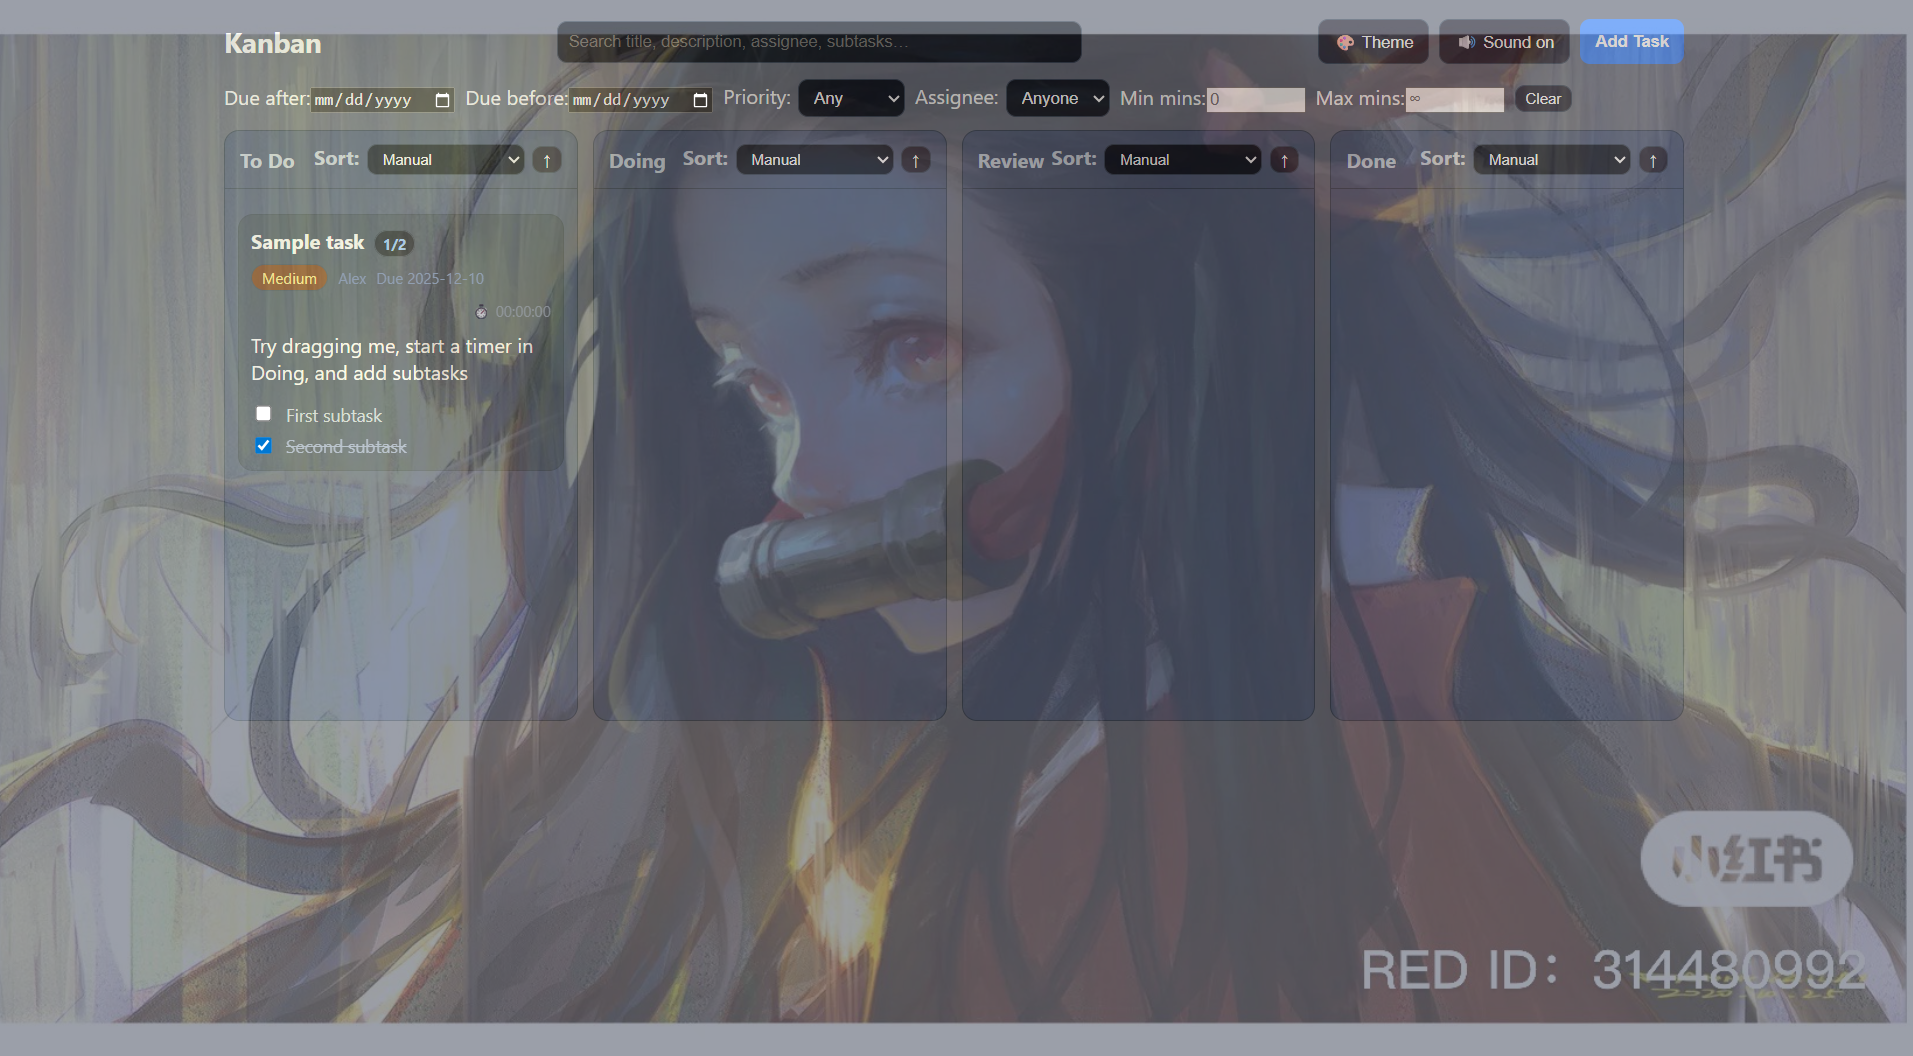 Kanban
Search title, description, assignee, subtasks...
Theme
Sound on
Add Task
Due after: mm/dd/yyyy Due before: mm/dd/yyyy Priority: Any Assignee: Anyone Min mins: 0 Max mins: ∞ Clear
To Do Sort: Manual ↑
Doing Sort: Manual ↑
Review Sort: Manual ↑
Done Sort: Manual ↑
Sample task 1/2
Medium Alex Due 2025-12-10
00:00:00
Try dragging me, start a timer in
Doing, and add subtasks
First subtask
Second subtask
小红书
RED ID: 314480992